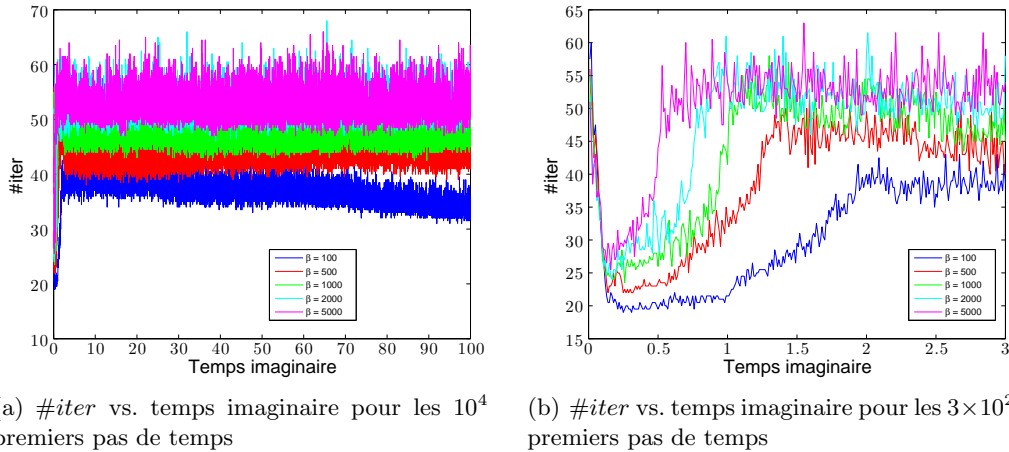 70
60
50
40
30
20
10
#iter
0 10 20 30 40 50 60 70 80 90 100
Temps imaginaire
β = 100
β = 500
β = 1000
β = 2000
β = 5000
65
60
55
50
45
40
35
30
25
20
15
#iter
0 0.5 1 1.5 2 2.5 3
Temps imaginaire
β = 100
β = 500
β = 1000
β = 2000
β = 5000
a) #iter vs. temps imaginaire pour les 10⁴
premiers pas de temps
(b) #iter vs. temps imaginaire pour les 3×10²
premiers pas de temps